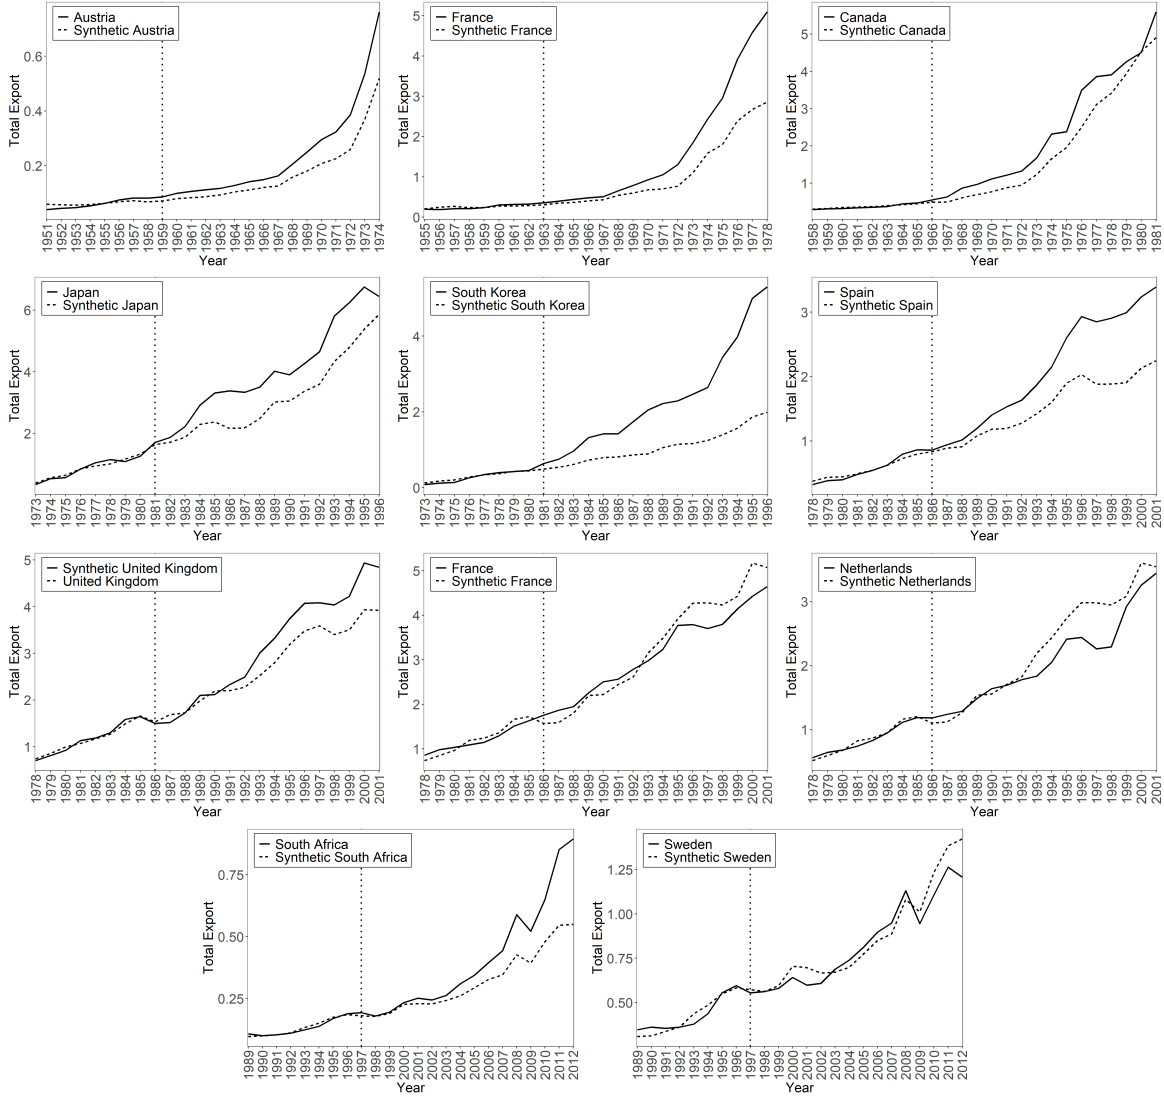 Austria
Synthetic Austria
Total Export
0.6
0.4
0.2
1951 1952 1953 1954 1955 1956 1957 1958 1959 1960 1961 1962 1963 1964 1965 1966 1967 1968 1969 1970 1971 1972 1973 1974
Year
France
Synthetic France
Total Export
5
4
3
2
1
0
1955 1956 1957 1958 1959 1960 1961 1962 1963 1964 1965 1966 1967 1968 1969 1970 1971 1972 1973 1974 1975 1976 1977 1978
Year
Canada
Synthetic Canada
Total Export
5
4
3
2
1
1958 1959 1960 1961 1962 1963 1964 1965 1966 1967 1968 1969 1970 1971 1972 1973 1974 1975 1976 1977 1978 1979 1980 1981
Year
Japan
Synthetic Japan
Total Export
6
4
2
1973 1974 1975 1976 1977 1978 1979 1980 1981 1982 1983 1984 1985 1986 1987 1988 1989 1990 1991 1992 1993 1994 1995 1996
Year
South Korea
Synthetic South Korea
Total Export
4
2
0
1973 1974 1975 1976 1977 1978 1979 1980 1981 1982 1983 1984 1985 1986 1987 1988 1989 1990 1991 1992 1993 1994 1995 1996
Year
Spain
Synthetic Spain
Total Export
3
2
1
1978 1979 1980 1981 1982 1983 1984 1985 1986 1987 1988 1989 1990 1991 1992 1993 1994 1995 1996 1997 1998 1999 2000 2001
Year
Synthetic United Kingdom
United Kingdom
Total Export
5
4
3
2
1
1978 1979 1980 1981 1982 1983 1984 1985 1986 1987 1988 1989 1990 1991 1992 1993 1994 1995 1996 1997 1998 1999 2000 2001
Year
France
Synthetic France
Total Export
5
4
3
2
1
1978 1979 1980 1981 1982 1983 1984 1985 1986 1987 1988 1989 1990 1991 1992 1993 1994 1995 1996 1997 1998 1999 2000 2001
Year
Netherlands
Synthetic Netherlands
Total Export
3
2
1
1978 1979 1980 1981 1982 1983 1984 1985 1986 1987 1988 1989 1990 1991 1992 1993 1994 1995 1996 1997 1998 1999 2000 2001
Year
South Africa
Synthetic South Africa
Total Export
0.75
0.50
0.25
1989 1990 1991 1992 1993 1994 1995 1996 1997 1998 1999 2000 2001 2002 2003 2004 2005 2006 2007 2008 2009 2010 2011 2012
Year
Sweden
Synthetic Sweden
Total Export
1.25
1.00
0.75
0.50
1989 1990 1991 1992 1993 1994 1995 1996 1997 1998 1999 2000 2001 2002 2003 2004 2005 2006 2007 2008 2009 2010 2011 2012
Year